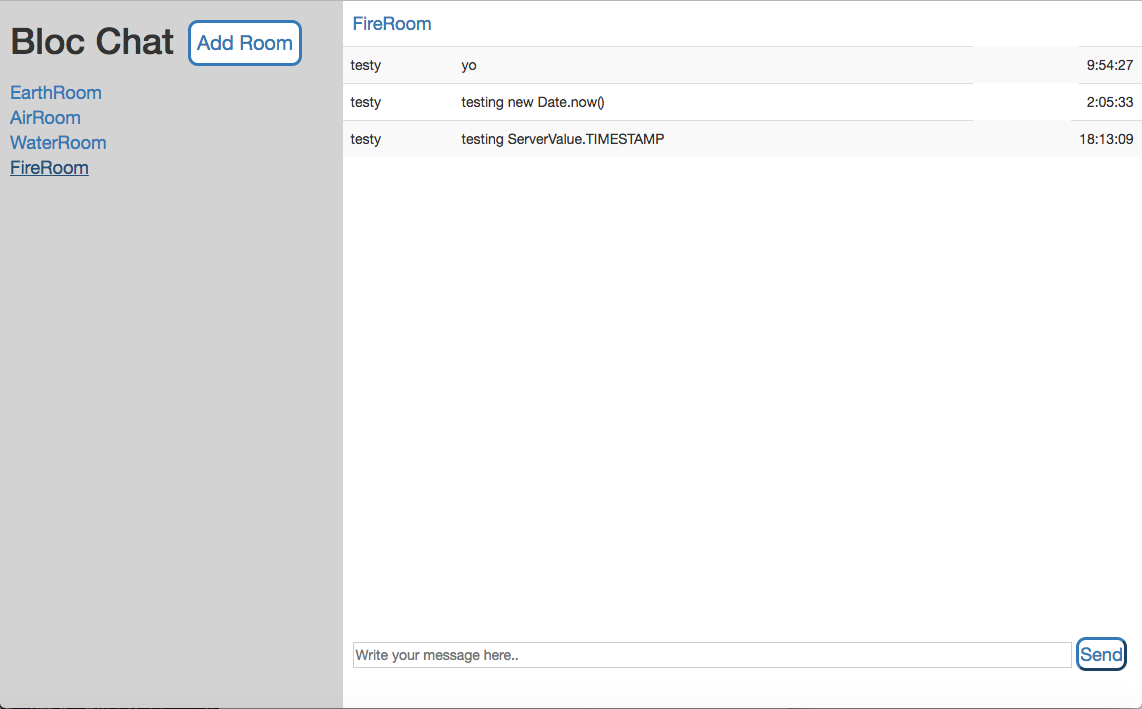 Bloc Chat Add Room
EarthRoom
AirRoom
WaterRoom
FireRoom
FireRoom
testy yo 9:54:27
testy testing new Date.now() 2:05:33
testy testing ServerValue.TIMESTAMP 18:13:09
Write your message here.. Send